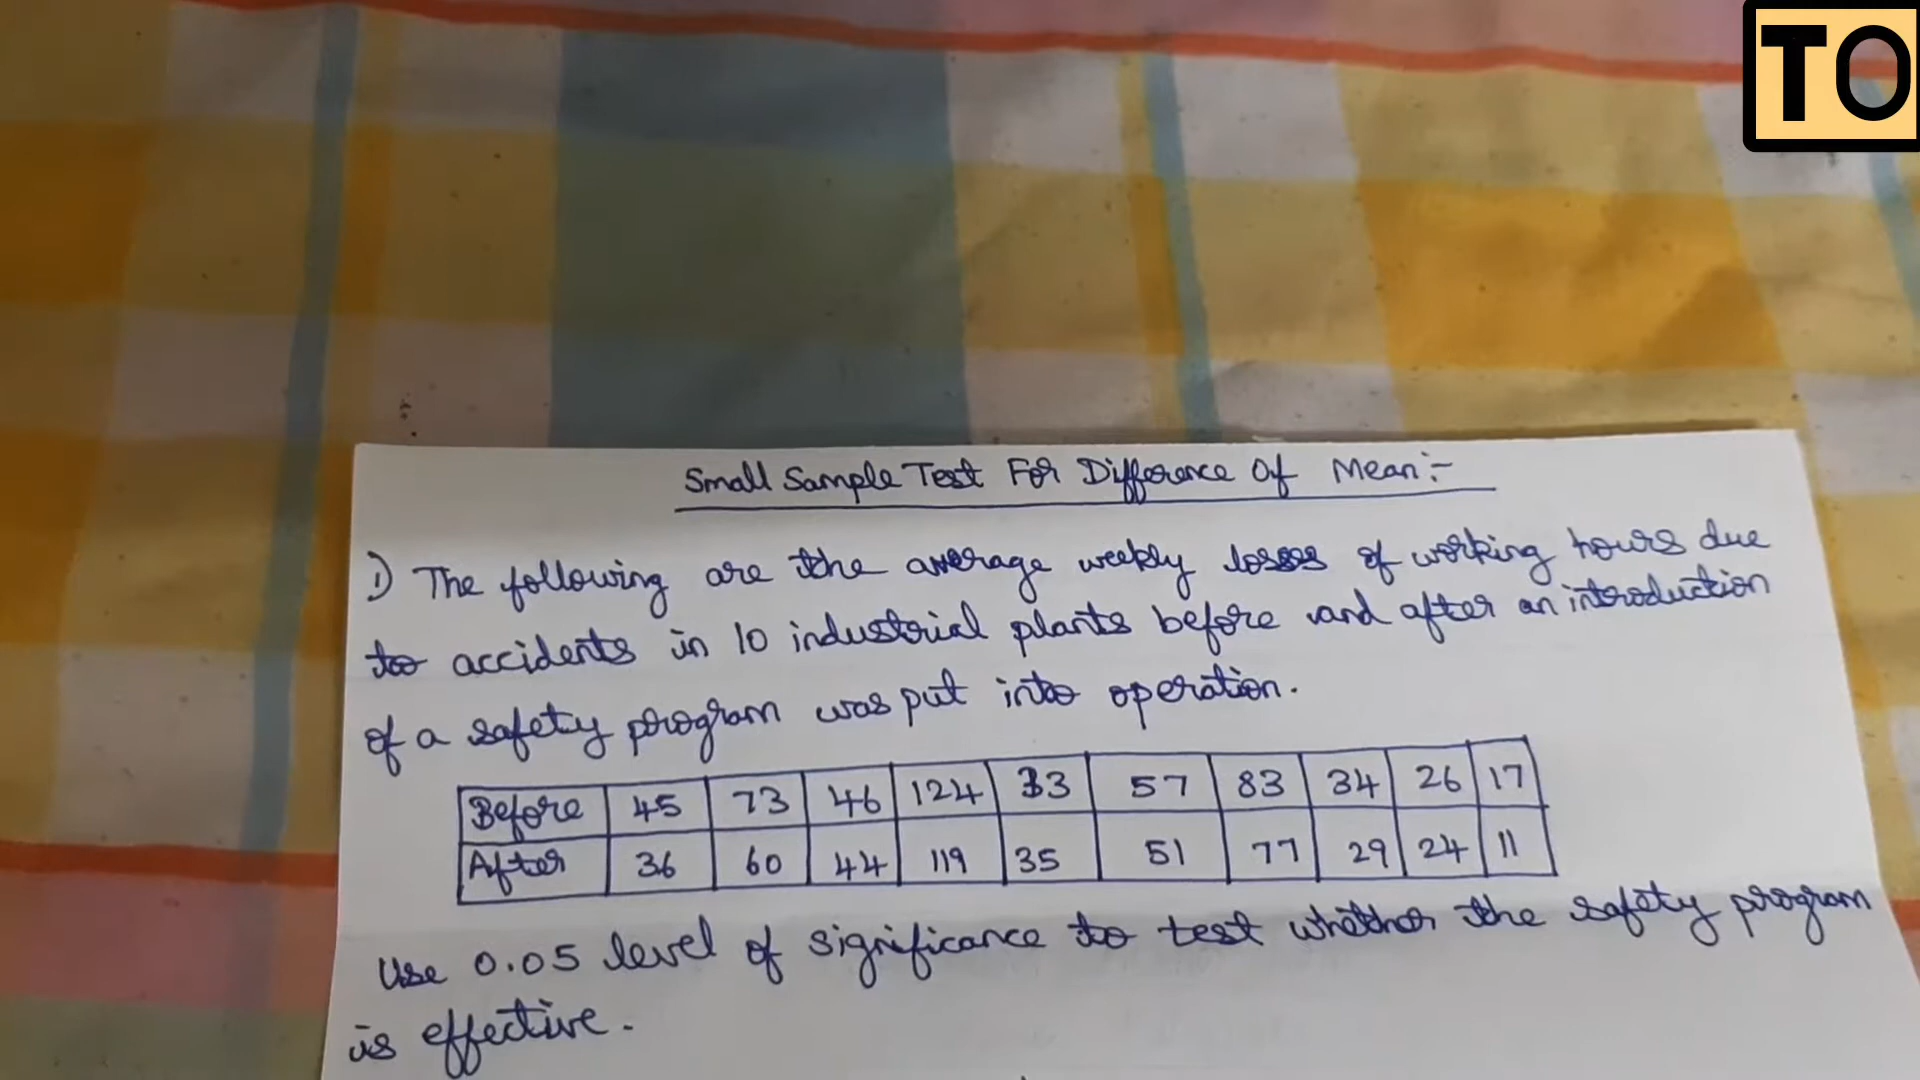 TO
Small Sample Test For Difference Of Mean:-
1) The following are the average weekly losses of working hours due
to accidents in 10 industrial plants before and after an introduction
of a safety program was put into operation.
Before 45 73 46 124 33 57 83 34 26 17
After 36 60 44 119 35 51 77 29 24 11
Use 0.05 level of significance to test whether the safety program
is effective.